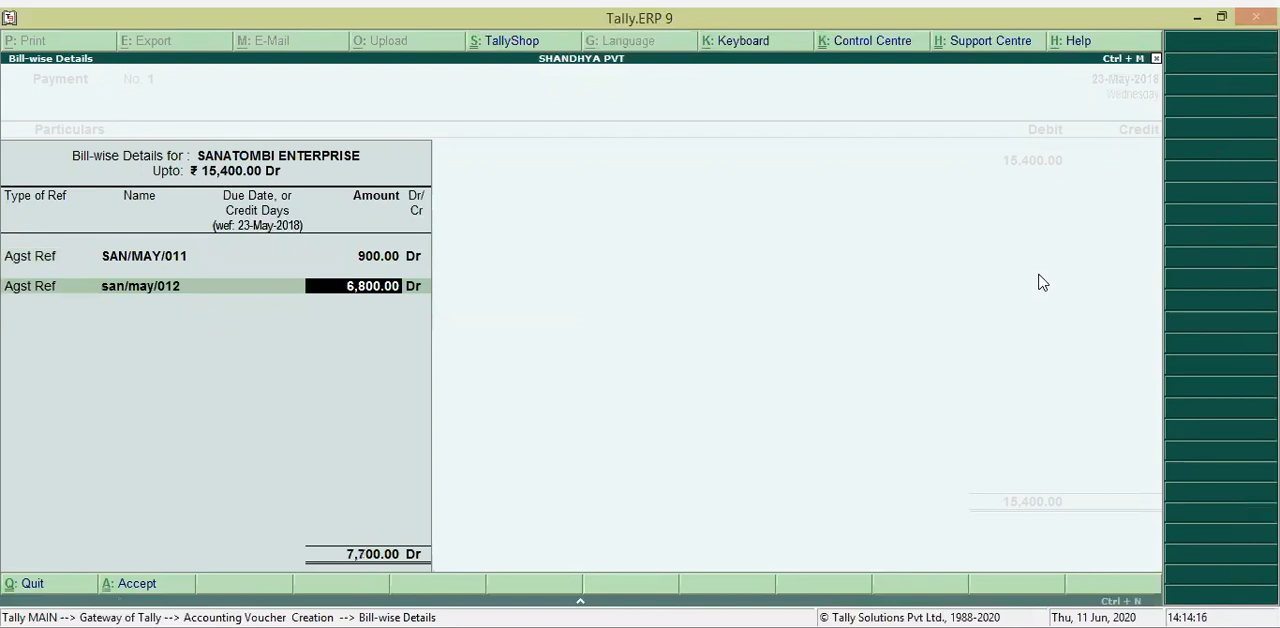 Tally.ERP 9
P: Print E: Export M: E-Mail O: Upload S: TallyShop G: Language K: Keyboard K: Control Centre H: Support Centre H: Help
Bill-wise Details SHANDHYA PVT Ctrl + M
Payment No. 1 23-May-2018
Wednesday
Particulars Debit Credit
Bill-wise Details for : SANATOMBI ENTERPRISE
Upto: ₹ 15,400.00 Dr
15,400.00
Type of Ref Name Due Date, or Amount Dr/
Credit Days Cr
(wef: 23-May-2018)
Agst Ref SAN/MAY/011 900.00 Dr
Agst Ref san/may/012 6,800.00 Dr
15,400.00
7,700.00 Dr
Q: Quit A: Accept
Ctrl + N
Tally MAIN --> Gateway of Tally --> Accounting Voucher Creation --> Bill-wise Details © Tally Solutions Pvt Ltd., 1988-2020 Thu, 11 Jun, 2020 14:14:16